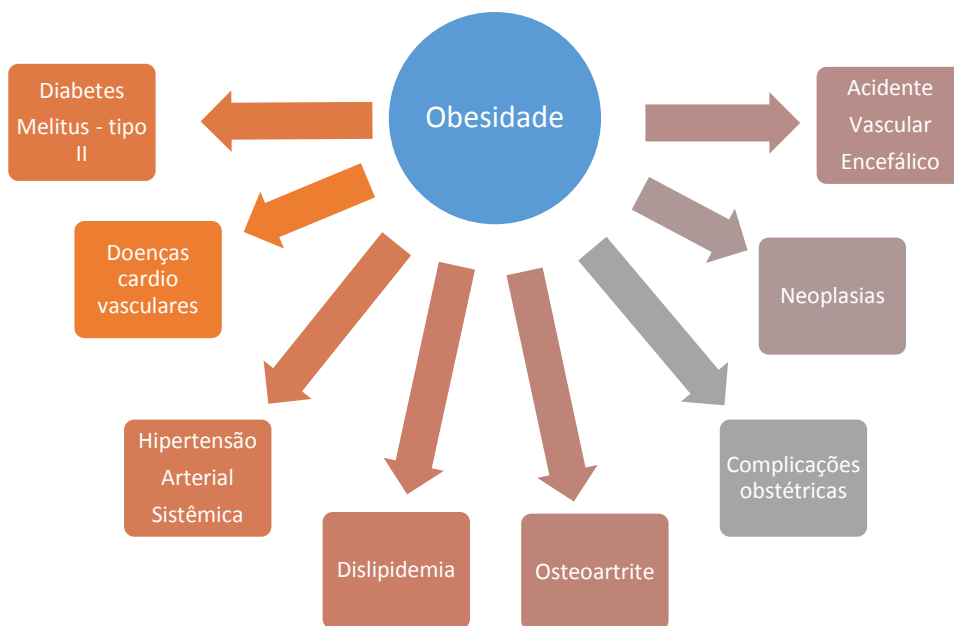 Obesidade
Diabetes
Melitus - tipo
II
Doenças
cardio
vasculares
Hipertensão
Arterial
Sistêmica
Dislipidemia
Osteoartrite
Complicações
obstétricas
Neoplasias
Acidente
Vascular
Encefálico